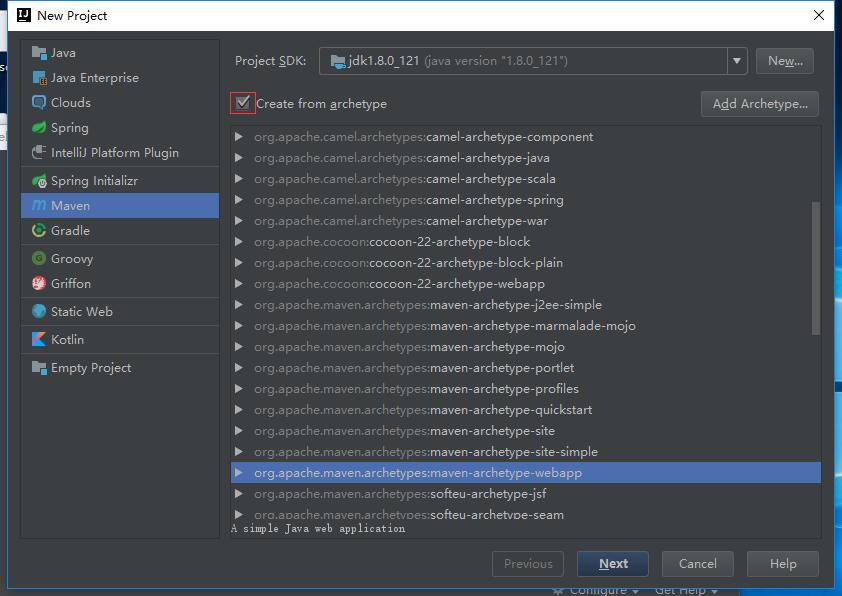 New Project
Java
Java Enterprise
Clouds
Spring
IntelliJ Platform Plugin
Spring Initializr
Maven
Gradle
Groovy
Griffon
Static Web
Kotlin
Empty Project
Project SDK: jdk1.8.0_121 (java version "1.8.0_121") New...
Create from archetype Add Archetype...
org.apache.camel.archetypes:camel-archetype-component
org.apache.camel.archetypes:camel-archetype-java
org.apache.camel.archetypes:camel-archetype-scala
org.apache.camel.archetypes:camel-archetype-spring
org.apache.camel.archetypes:camel-archetype-war
org.apache.cocoon:cocoon-22-archetype-block
org.apache.cocoon:cocoon-22-archetype-block-plain
org.apache.cocoon:cocoon-22-archetype-webapp
org.apache.maven.archetypes:maven-archetype-j2ee-simple
org.apache.maven.archetypes:maven-archetype-marmalade-mojo
org.apache.maven.archetypes:maven-archetype-mojo
org.apache.maven.archetypes:maven-archetype-portlet
org.apache.maven.archetypes:maven-archetype-profiles
org.apache.maven.archetypes:maven-archetype-quickstart
org.apache.maven.archetypes:maven-archetype-site
org.apache.maven.archetypes:maven-archetype-site-simple
org.apache.maven.archetypes:maven-archetype-webapp
org.apache.maven.archetypes:softeu-archetype-jsf
org.apache.maven.archetypes:softeu-archetype-seam
A simple Java web application
Previous Next Cancel Help
Configure Get Help